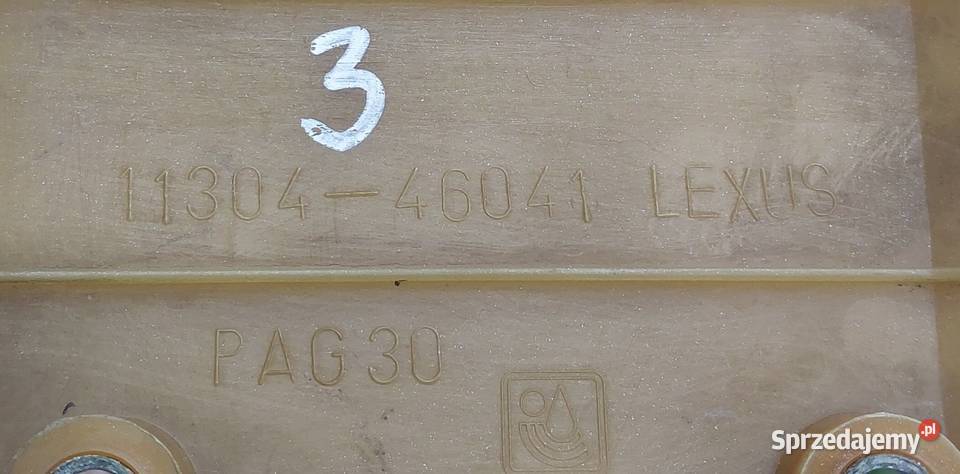 3
11304-46041 LEXUS
PAG30
Sprzedajemy.pl